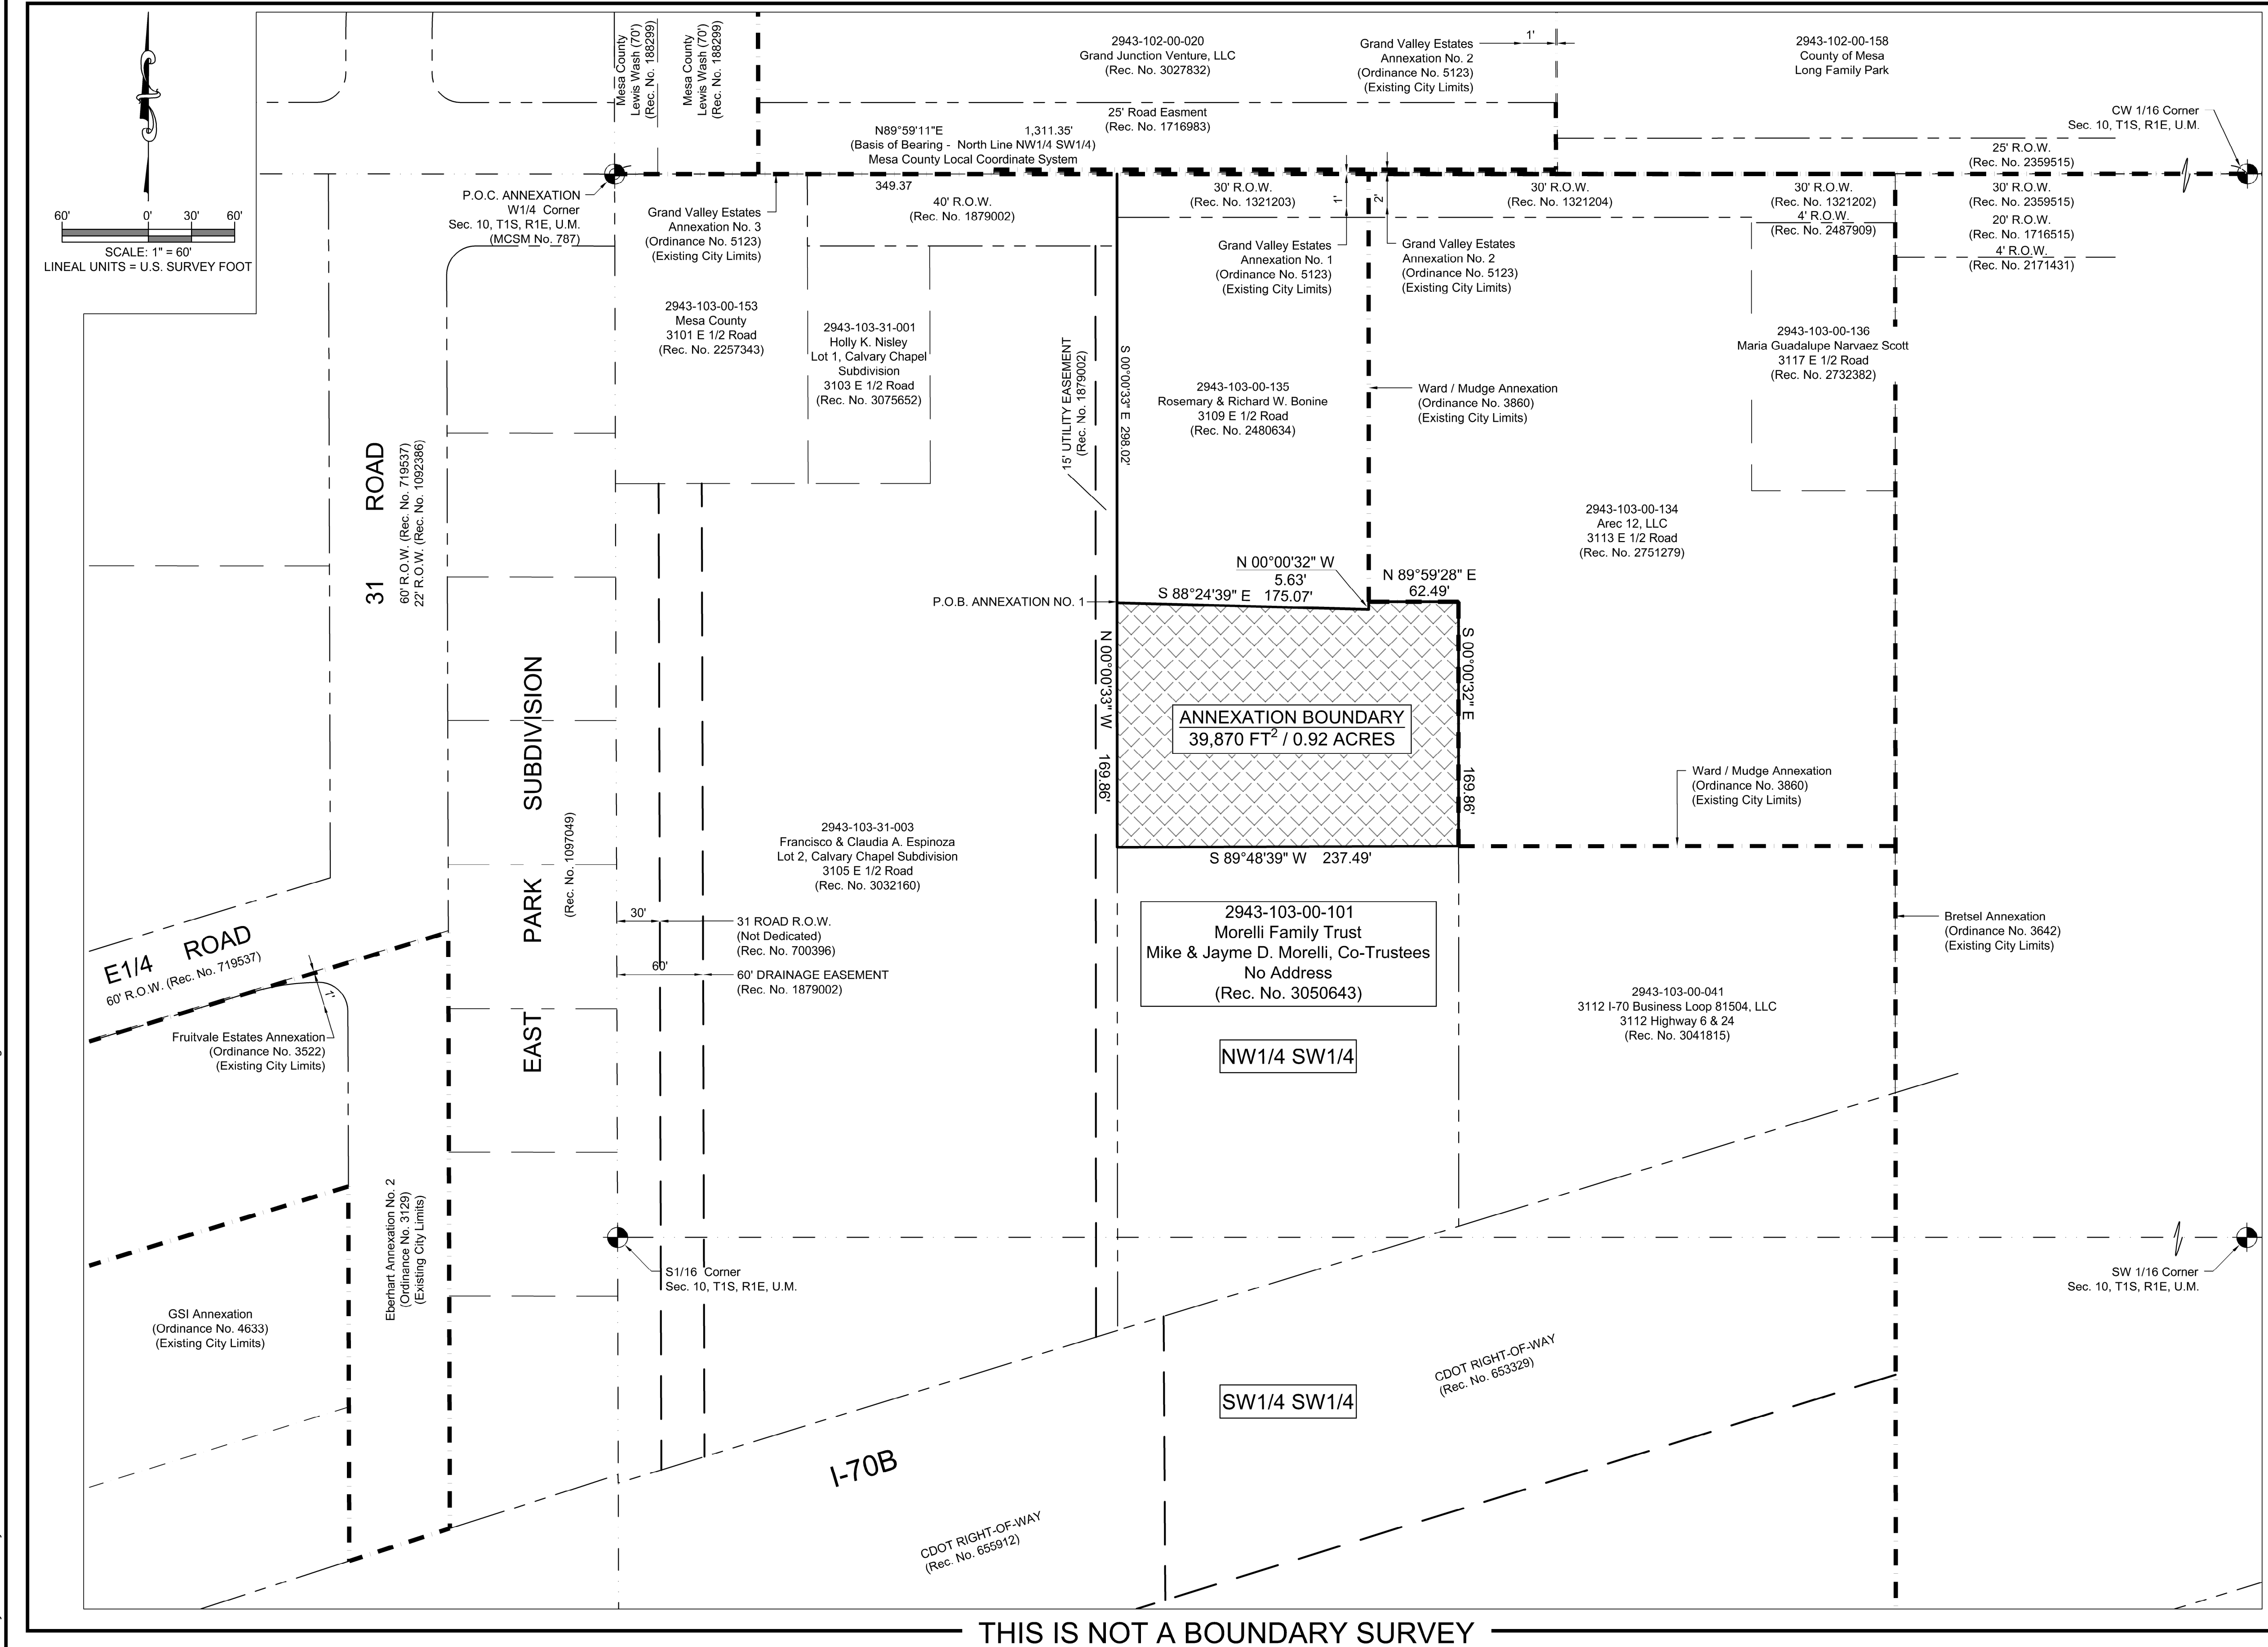 Mesa County
Lewis Wash (70')
(Rec. No. 188299)
Mesa County
Lewis Wash (70')
(Rec. No. 188299)
2943-102-00-020
Grand Junction Venture, LLC
(Rec. No. 3027832)
Grand Valley Estates
Annexation No. 2
(Ordinance No. 5123)
(Existing City Limits)
1'
2943-102-00-158
County of Mesa
Long Family Park
CW 1/16 Corner
Sec. 10, T1S, R1E, U.M.
25' Road Easment
(Rec. No. 1716983)
N89°59'11"E 1,311.35'
(Basis of Bearing - North Line NW1/4 SW1/4)
Mesa County Local Coordinate System
349.37
25' R.O.W.
(Rec. No. 2359515)
60' 0' 30' 60'
SCALE: 1" = 60'
LINEAL UNITS = U.S. SURVEY FOOT
P.O.C. ANNEXATION
W1/4 Corner
Sec. 10, T1S, R1E, U.M.
(MCSM No. 787)
Grand Valley Estates
Annexation No. 3
(Ordinance No. 5123)
(Existing City Limits)
40' R.O.W.
(Rec. No. 1879002)
30' R.O.W.
(Rec. No. 1321203)
1'
2'
30' R.O.W.
(Rec. No. 1321204)
30' R.O.W.
(Rec. No. 1321202)
4' R.O.W.
(Rec. No. 2487909)
30' R.O.W.
(Rec. No. 2359515)
20' R.O.W.
(Rec. No. 1716515)
4' R.O.W.
(Rec. No. 2171431)
Grand Valley Estates
Annexation No. 1
(Ordinance No. 5123)
(Existing City Limits)
Grand Valley Estates
Annexation No. 2
(Ordinance No. 5123)
(Existing City Limits)
2943-103-00-153
Mesa County
3101 E 1/2 Road
(Rec. No. 2257343)
2943-103-31-001
Holly K. Nisley
Lot 1, Calvary Chapel
Subdivision
3103 E 1/2 Road
(Rec. No. 3075652)
15' UTILITY EASEMENT
(Rec. No. 1879002)
S 00°00'33" E 298.02'
2943-103-00-135
Rosemary & Richard W. Bonine
3109 E 1/2 Road
(Rec. No. 2480634)
Ward / Mudge Annexation
(Ordinance No. 3860)
(Existing City Limits)
2943-103-00-136
Maria Guadalupe Narvaez Scott
3117 E 1/2 Road
(Rec. No. 2732382)
31 ROAD
60' R.O.W. (Rec. No. 719537)
22' R.O.W. (Rec. No. 1092386)
2943-103-00-134
Arec 12, LLC
3113 E 1/2 Road
(Rec. No. 2751279)
N 00°00'32" W
5.63'
N 89°59'28" E
62.49'
P.O.B. ANNEXATION NO. 1
S 88°24'39" E 175.07'
N 00°00'33" W 169.86'
S 00°00'32" E 169.86'
ANNEXATION BOUNDARY
39,870 FT2 / 0.92 ACRES
S 89°48'39" W 237.49'
Ward / Mudge Annexation
(Ordinance No. 3860)
(Existing City Limits)
EAST PARK SUBDIVISION
(Rec. No. 1097049)
2943-103-31-003
Francisco & Claudia A. Espinoza
Lot 2, Calvary Chapel Subdivision
3105 E 1/2 Road
(Rec. No. 3032160)
30'
31 ROAD R.O.W.
(Not Dedicated)
(Rec. No. 700396)
60'
60' DRAINAGE EASEMENT
(Rec. No. 1879002)
2943-103-00-101
Morelli Family Trust
Mike & Jayme D. Morelli, Co-Trustees
No Address
(Rec. No. 3050643)
Bretsel Annexation
(Ordinance No. 3642)
(Existing City Limits)
E1/4 ROAD
60' R.O.W. (Rec. No. 719537)
1'
Fruitvale Estates Annexation
(Ordinance No. 3522)
(Existing City Limits)
2943-103-00-041
3112 I-70 Business Loop 81504, LLC
3112 Highway 6 & 24
(Rec. No. 3041815)
NW1/4 SW1/4
Eberhart Annexation No. 2
(Ordinance No. 3129)
(Existing City Limits)
S1/16 Corner
Sec. 10, T1S, R1E, U.M.
SW 1/16 Corner
Sec. 10, T1S, R1E, U.M.
GSI Annexation
(Ordinance No. 4633)
(Existing City Limits)
CDOT RIGHT-OF-WAY
(Rec. No. 653329)
SW1/4 SW1/4
I-70B
CDOT RIGHT-OF-WAY
(Rec. No. 655912)
THIS IS NOT A BOUNDARY SURVEY